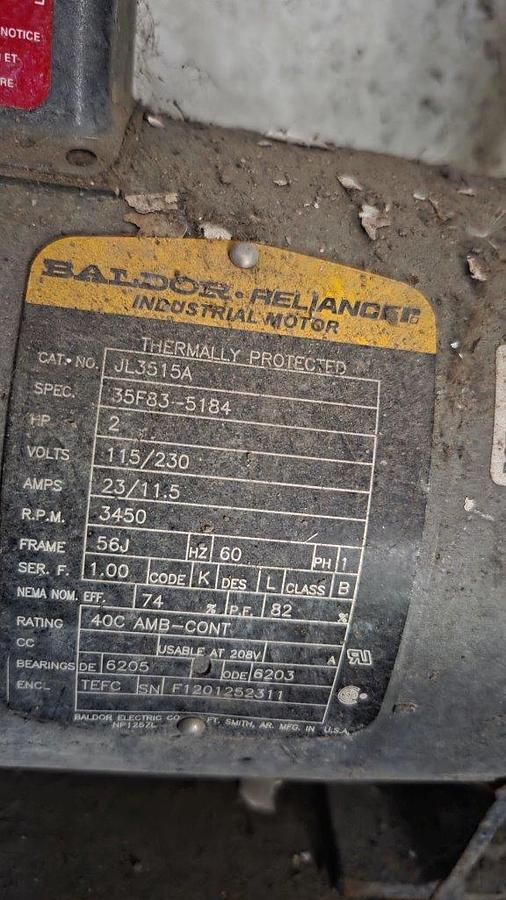 NOTICE
ET
RE
BALDOR • RELIANCER
INDUSTRIAL MOTOR
THERMALLY PROTECTED
CAT. NO. JL3515A
SPEC. 35F83-5184
HP 2
VOLTS 115/230
AMPS 23/11.5
R.P.M. 3450
FRAME 56J HZ 60 PH 1
SER. F. 1.00 CODE K DES L CLASS B
NEMA NOM. EFF. 74 % P.F. 82 %
RATING 40C AMB-CONT
CC USABLE AT 208V A
BEARINGS DE 6205 ODE 6203
ENCL TEFC SN F1201252311
BALDOR ELECTRIC CO FT. SMITH, AR. MFG. IN U.S.A.
NP1257L